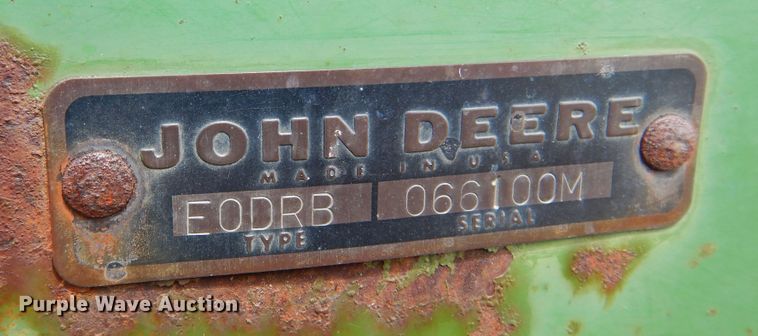 JOHN DEERE
MADE IN U.S.A.
E0DRB 066100M
TYPE SERIAL
Purple Wave Auction